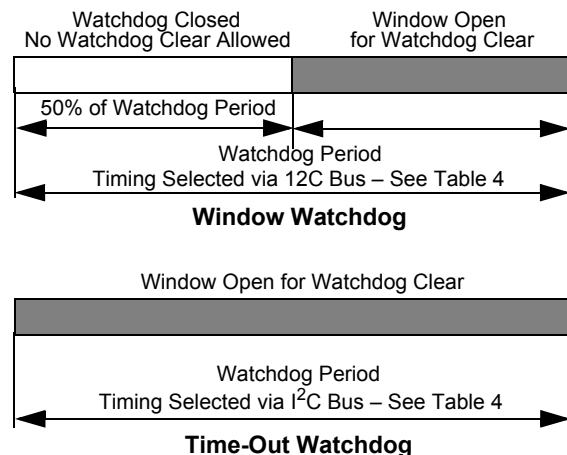 Watchdog Closed
No Watchdog Clear Allowed
Window Open
for Watchdog Clear
50% of Watchdog Period
Watchdog Period
Timing Selected via 12C Bus – See Table 4
Window Watchdog
Window Open for Watchdog Clear
Watchdog Period
Timing Selected via I²C Bus – See Table 4
Time-Out Watchdog